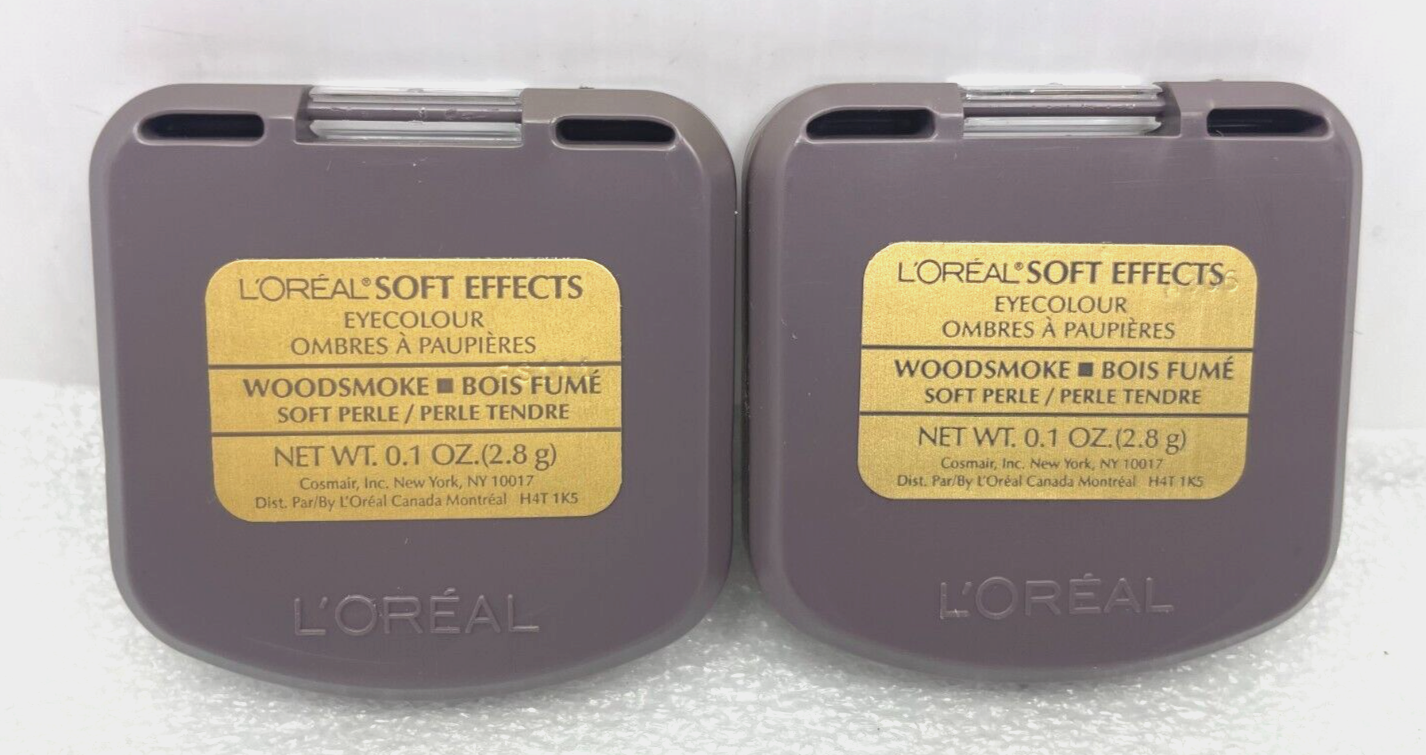 L'ORÉAL® SOFT EFFECTS
EYECOLOUR
OMBRES À PAUPIÈRES
WOODSMOKE ■ BOIS FUMÉ
SOFT PERLE / PERLE TENDRE
NET WT. 0.1 OZ.(2.8 g)
Cosmair, Inc. New York, NY 10017
Dist. Par/By L'Oréal Canada Montréal H4T 1K5
L'ORÉAL
L'ORÉAL® SOFT EFFECTS
EYECOLOUR
OMBRES À PAUPIÈRES
WOODSMOKE ■ BOIS FUMÉ
SOFT PERLE / PERLE TENDRE
NET WT. 0.1 OZ.(2.8 g)
Cosmair, Inc. New York, NY 10017
Dist. Par/By L'Oréal Canada Montréal H4T 1K5
L'ORÉAL